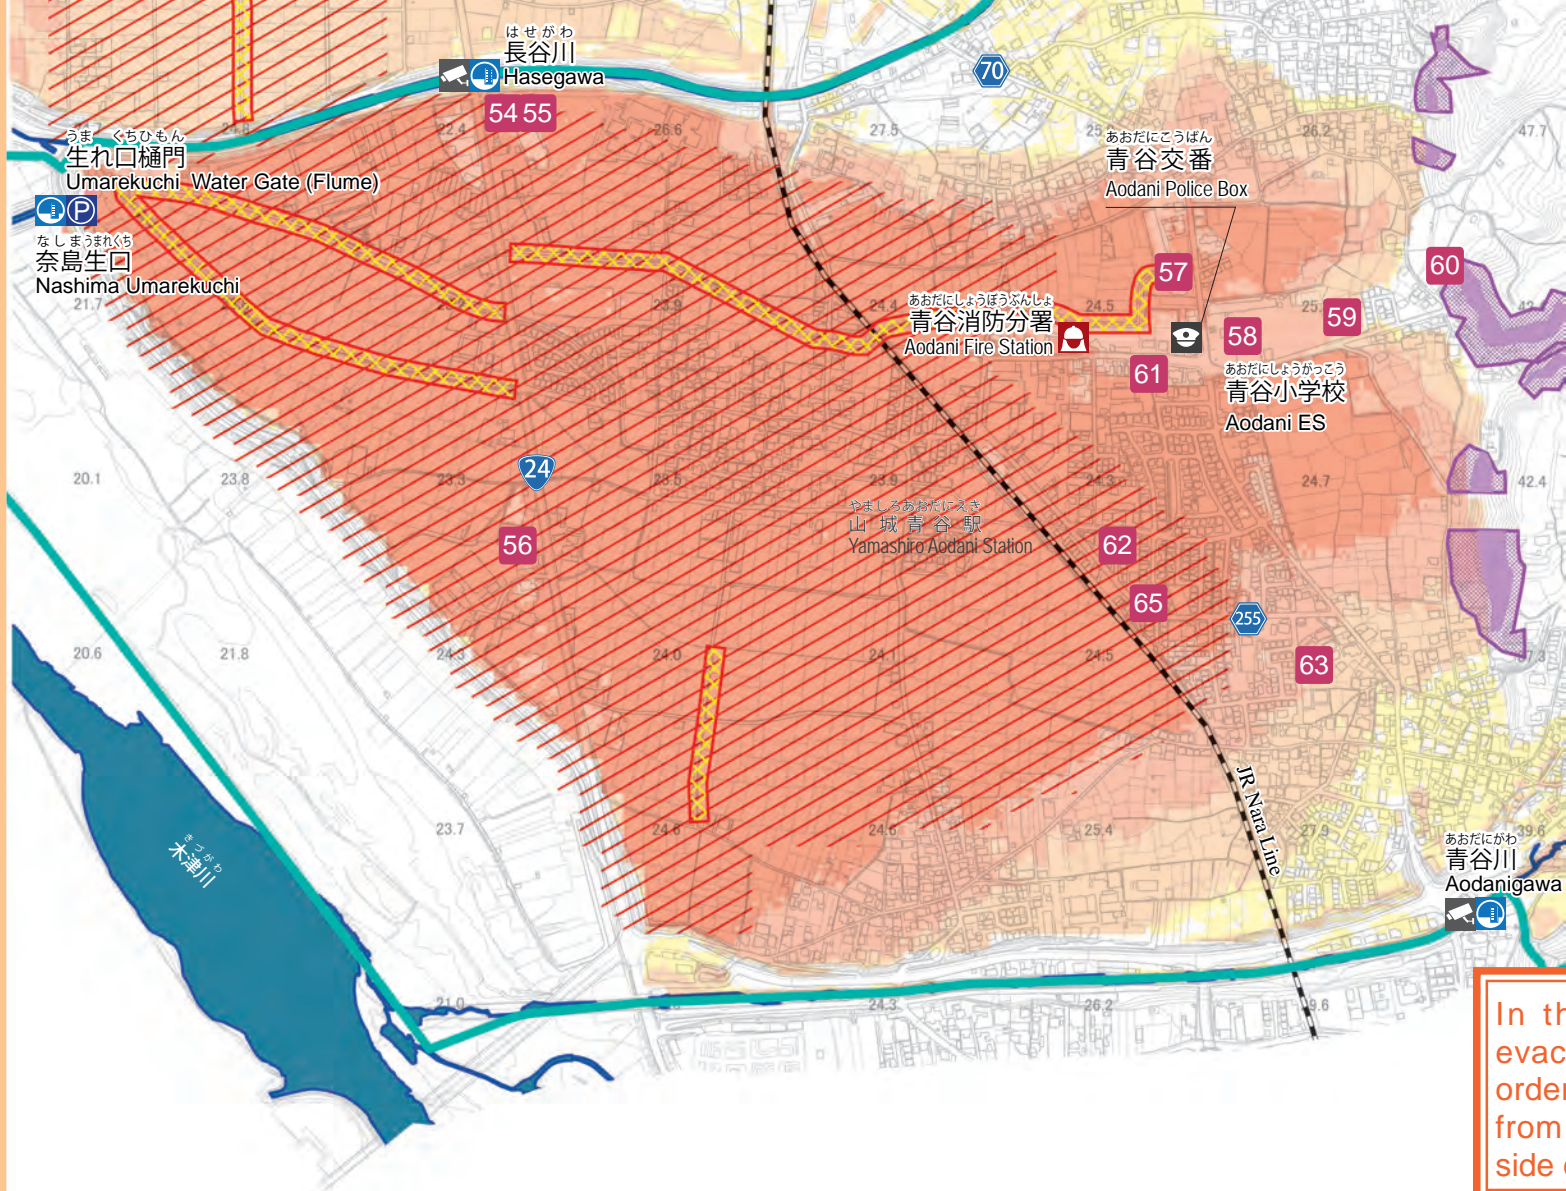 はせがわ
長谷川
Hasegawa
70
54 55
24.8
22.4
26.6
27.5
26.2
47.7
うま　くちひもん
生れ口樋門
Umarekuchi Water Gate (Flume)
P
なしまうまれくち
奈島生口
Nashima Umarekuchi
あおだにこうばん
青谷交番
Aodani Police Box
57
60
21.7
23.9
24.4
24.5
あおだにしょうぼうぶんしょ
青谷消防分署
Aodani Fire Station
58
59
61
あおだにしょうがっこう
青谷小学校
Aodani ES
24
20.1
23.8
23.3
23.5
23.9
24.3
24.7
42.4
やましろあおだにえき
山城青谷駅
Yamashiro Aodani Station
56
62
65
255
63
20.6
21.8
24.3
24.0
24.1
24.5
JR Nara Line
23.7
24.6
24.6
25.4
27.9
39.6
きづがわ
木津川
あおだにがわ
青谷川
Aodanigawa
21.0
24.3
26.2
9.6
In th
evac
order
from
side